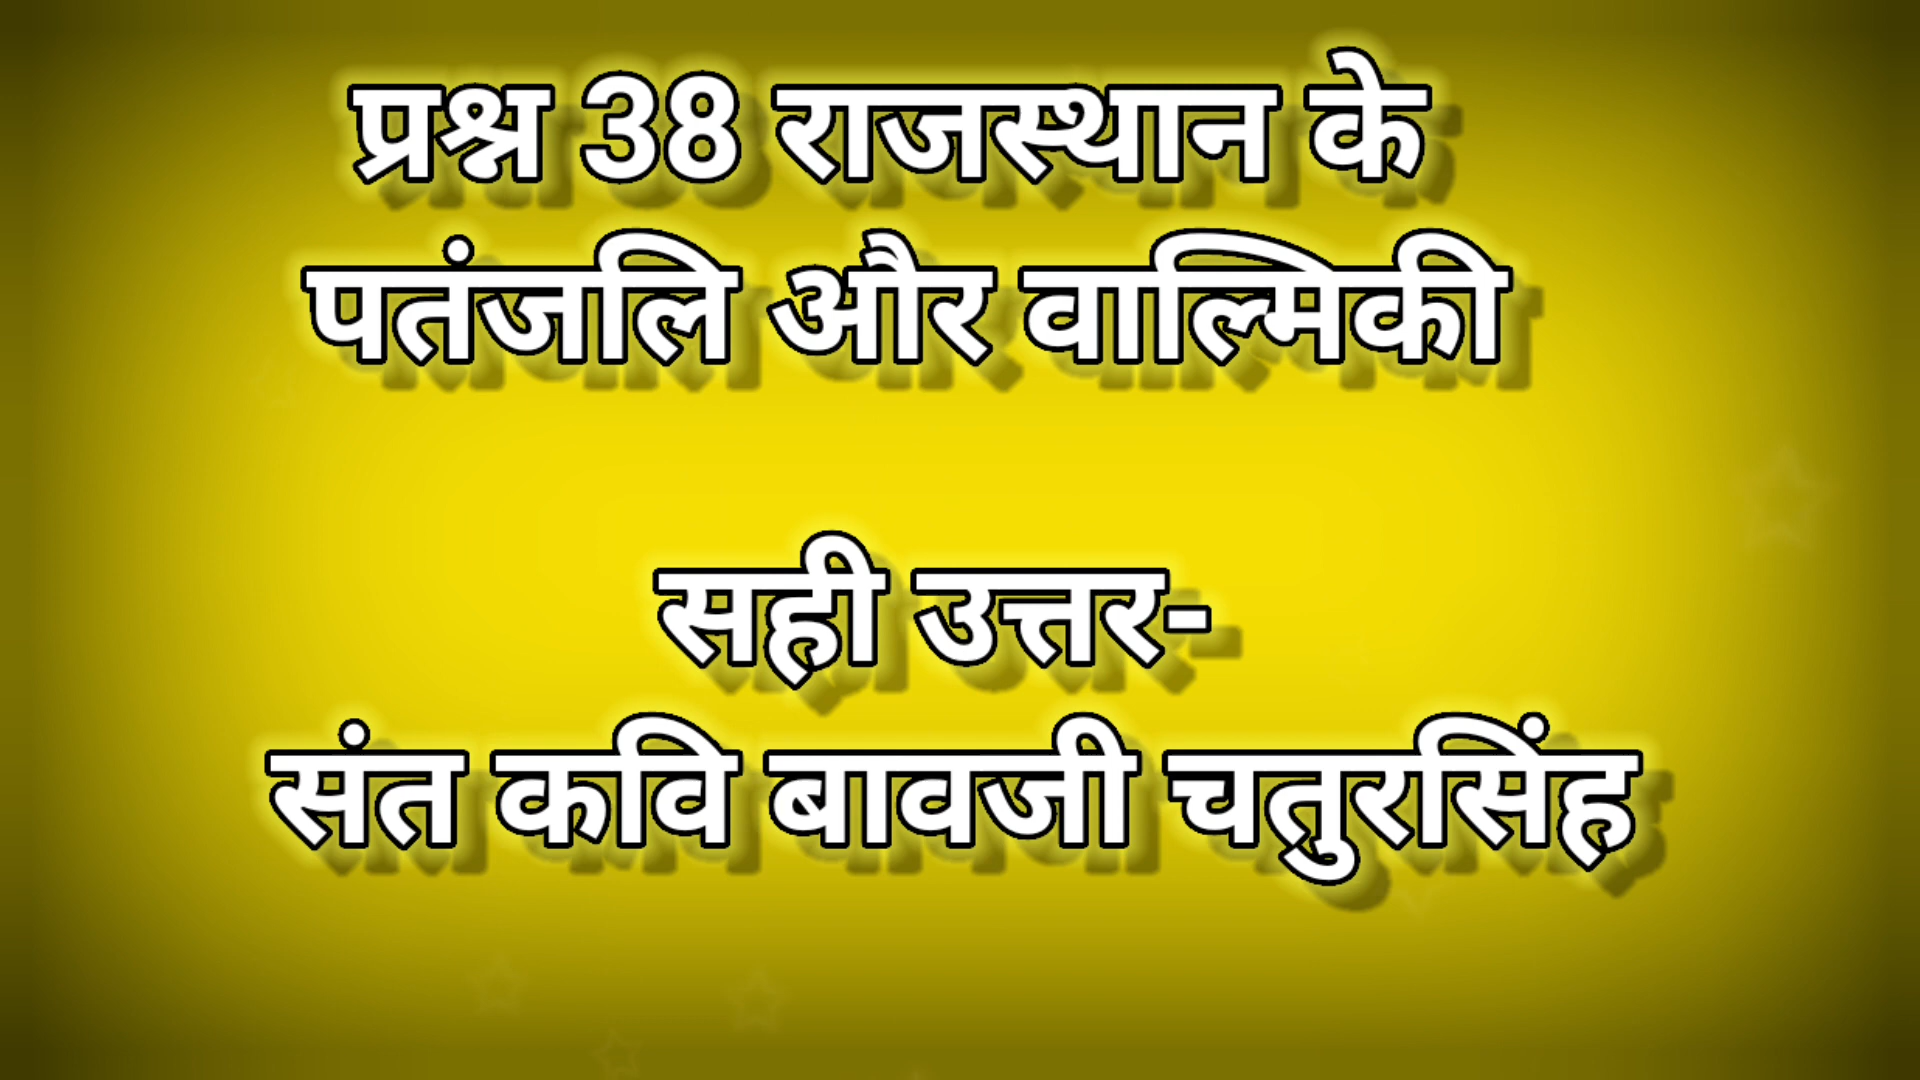 प्रश्न 38 राजस्थान के
पतंजलि और वाल्मिकी
सही उत्तर-
संत कवि बावजी चतुरसिंह